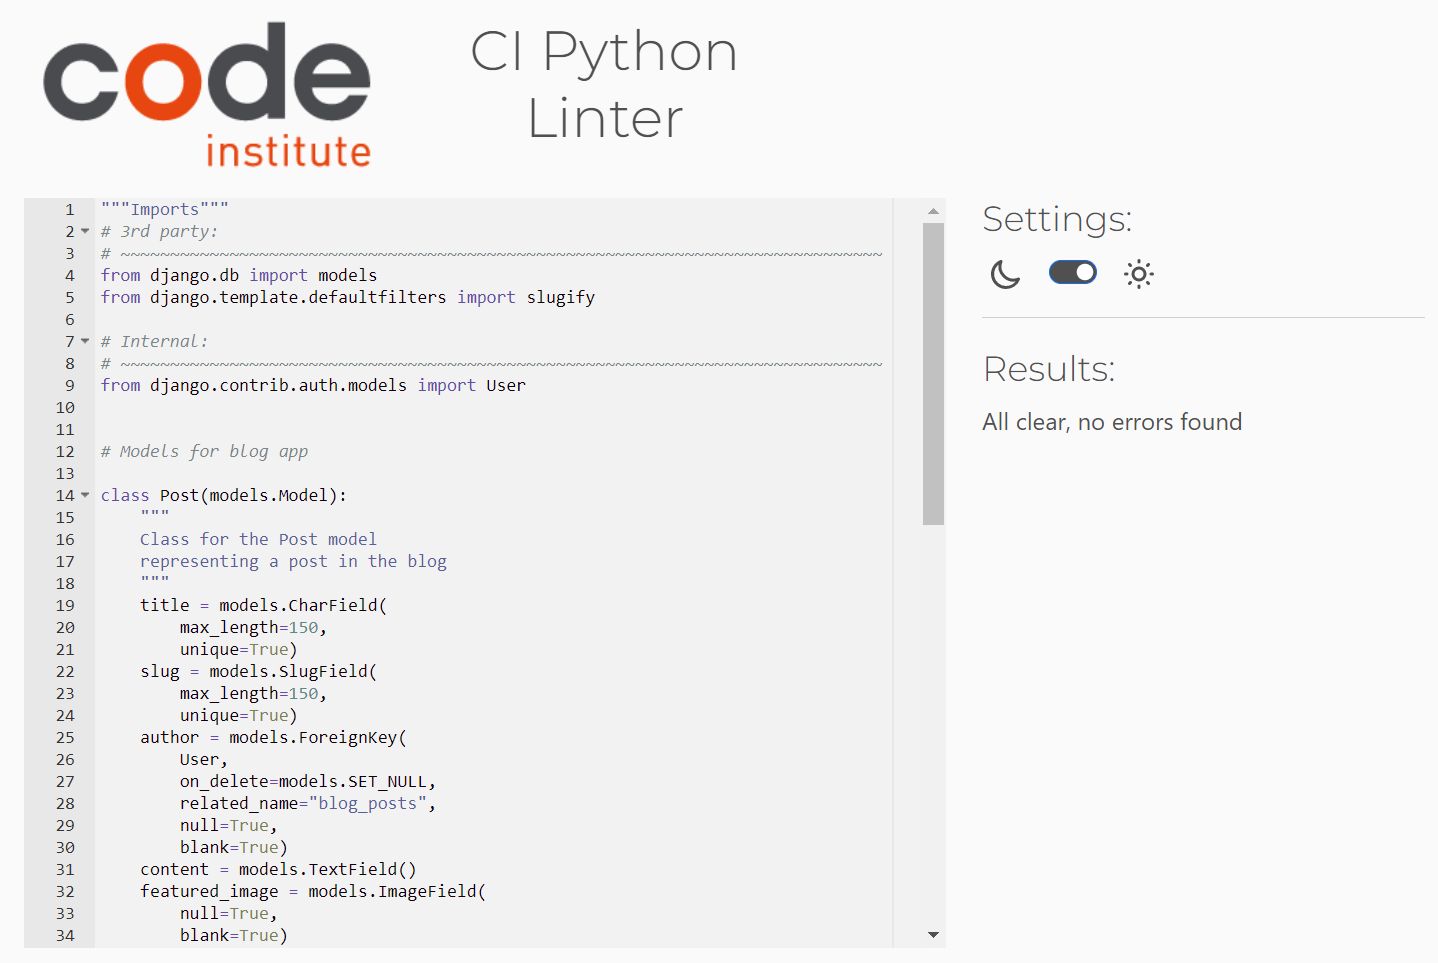 code
institute
CI Python
Linter
1 """Imports"""
2 # 3rd party:
3 # ~~~~~~~~~~~~~~~~~~~~~~~~~~~~~~~~~~~~~~~~~~~~~~~~~~~~~~~~~~~~~~~~~~~~~~~~~~~~~
4 from django.db import models
5 from django.template.defaultfilters import slugify
6
7 # Internal:
8 # ~~~~~~~~~~~~~~~~~~~~~~~~~~~~~~~~~~~~~~~~~~~~~~~~~~~~~~~~~~~~~~~~~~~~~~~~~~~~~
9 from django.contrib.auth.models import User
10
11
12 # Models for blog app
13
14 class Post(models.Model):
15     """
16     Class for the Post model
17     representing a post in the blog
18     """
19     title = models.CharField(
20         max_length=150,
21         unique=True)
22     slug = models.SlugField(
23         max_length=150,
24         unique=True)
25     author = models.ForeignKey(
26         User,
27         on_delete=models.SET_NULL,
28         related_name="blog_posts",
29         null=True,
30         blank=True)
31     content = models.TextField()
32     featured_image = models.ImageField(
33         null=True,
34         blank=True)
Settings:
Results:
All clear, no errors found